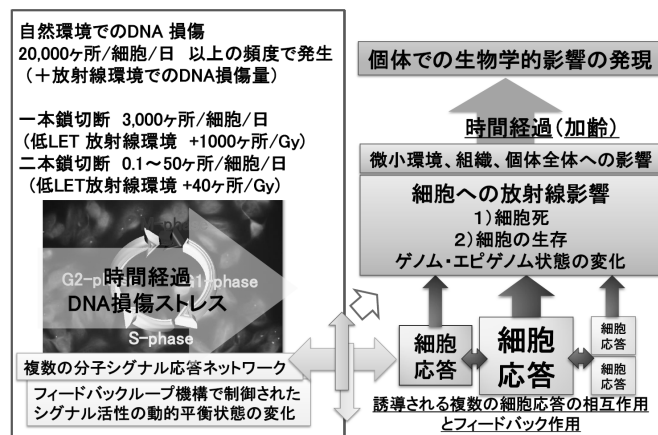 自然環境でのDNA 損傷
20,000ヶ所/細胞/日 以上の頻度で発生
（＋放射線環境でのDNA損傷量）
一本鎖切断 3,000ヶ所/細胞/日
(低LET 放射線環境 +1000ヶ所/Gy)
二本鎖切断 0.1～50ヶ所/細胞/日
(低LET放射線環境 +40ヶ所/Gy)
G2-phase
G1-phase
時間経過
DNA損傷ストレス
S-phase
複数の分子シグナル応答ネットワーク
フィードバックループ機構で制御された
シグナル活性の動的平衡状態の変化
個体での生物学的影響の発現
時間経過（加齢）
微小環境、組織、個体全体への影響
細胞への放射線影響
1）細胞死
2）細胞の生存
ゲノム・エピゲノム状態の変化
細胞
応答
細胞
応答
細胞
応答
細胞
応答
誘導される複数の細胞応答の相互作用
とフィードバック作用